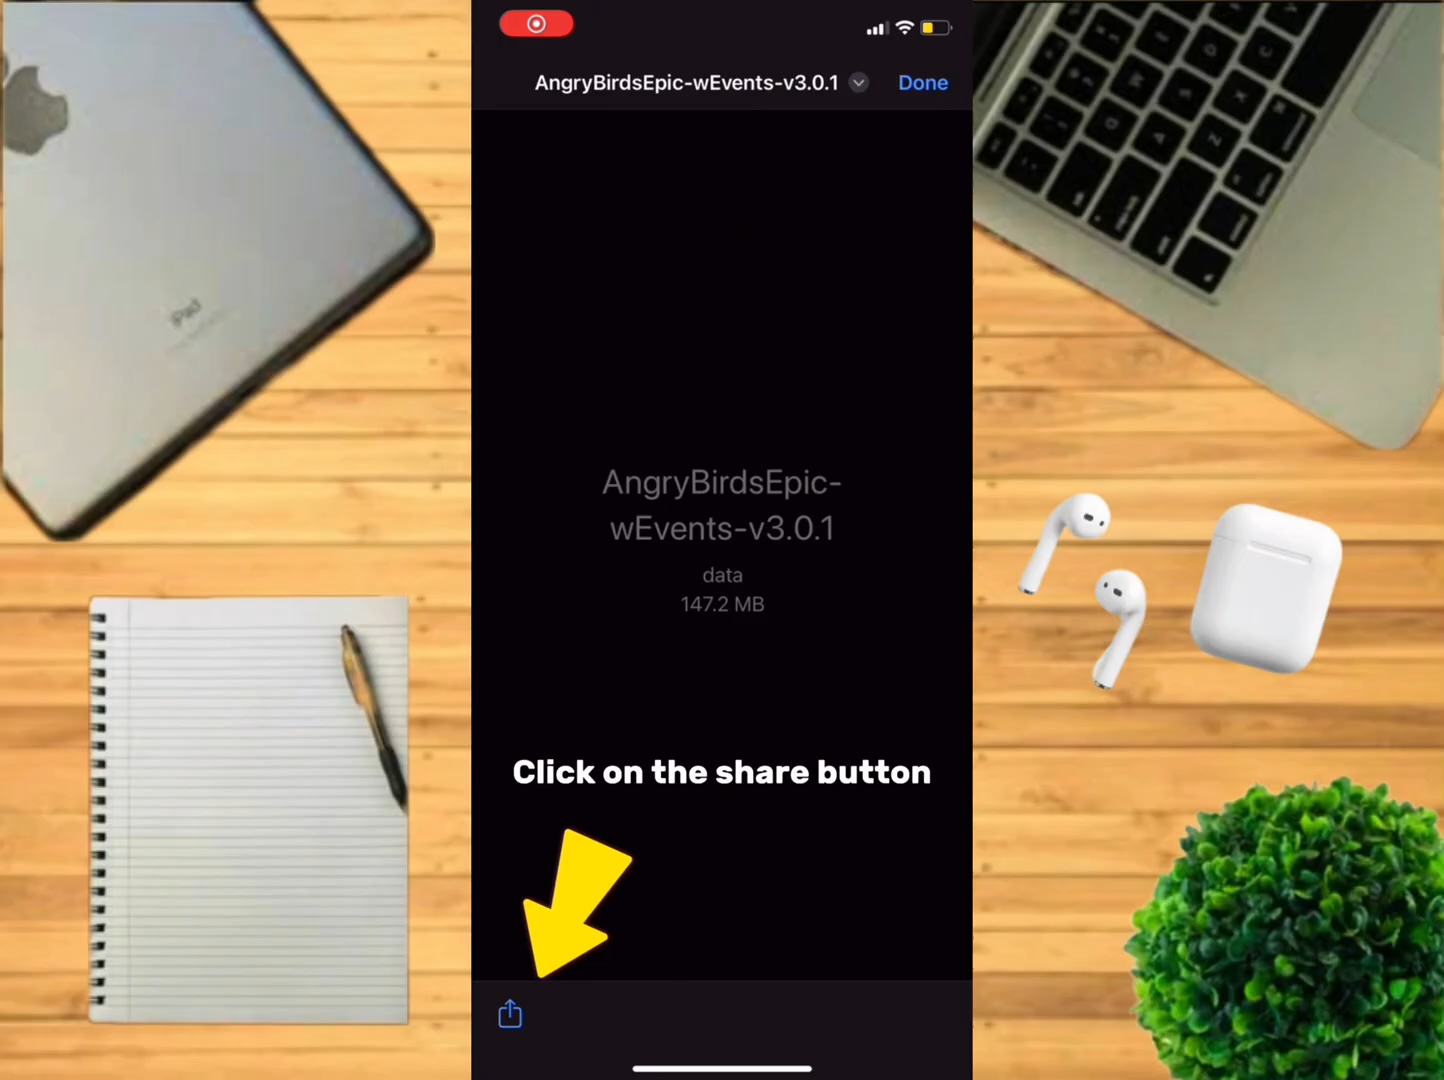 AngryBirdsEpic-wEvents-v3.0.1
Done
iPad
AngryBirdsEpic-
wEvents-v3.0.1
data
147.2 MB
Click on the share button